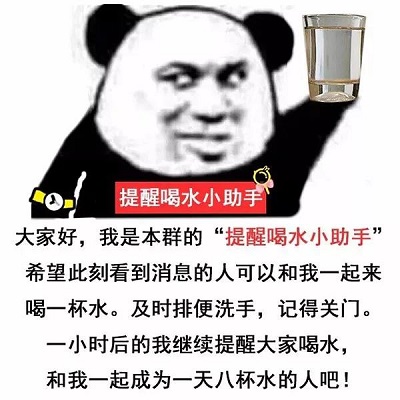 提醒喝水小助手
大家好，我是本群的“提醒喝水小助手”
希望此刻看到消息的人可以和我一起来
喝一杯水。及时排便洗手，记得关门。
一小时后的我继续提醒大家喝水，
和我一起成为一天八杯水的人吧！